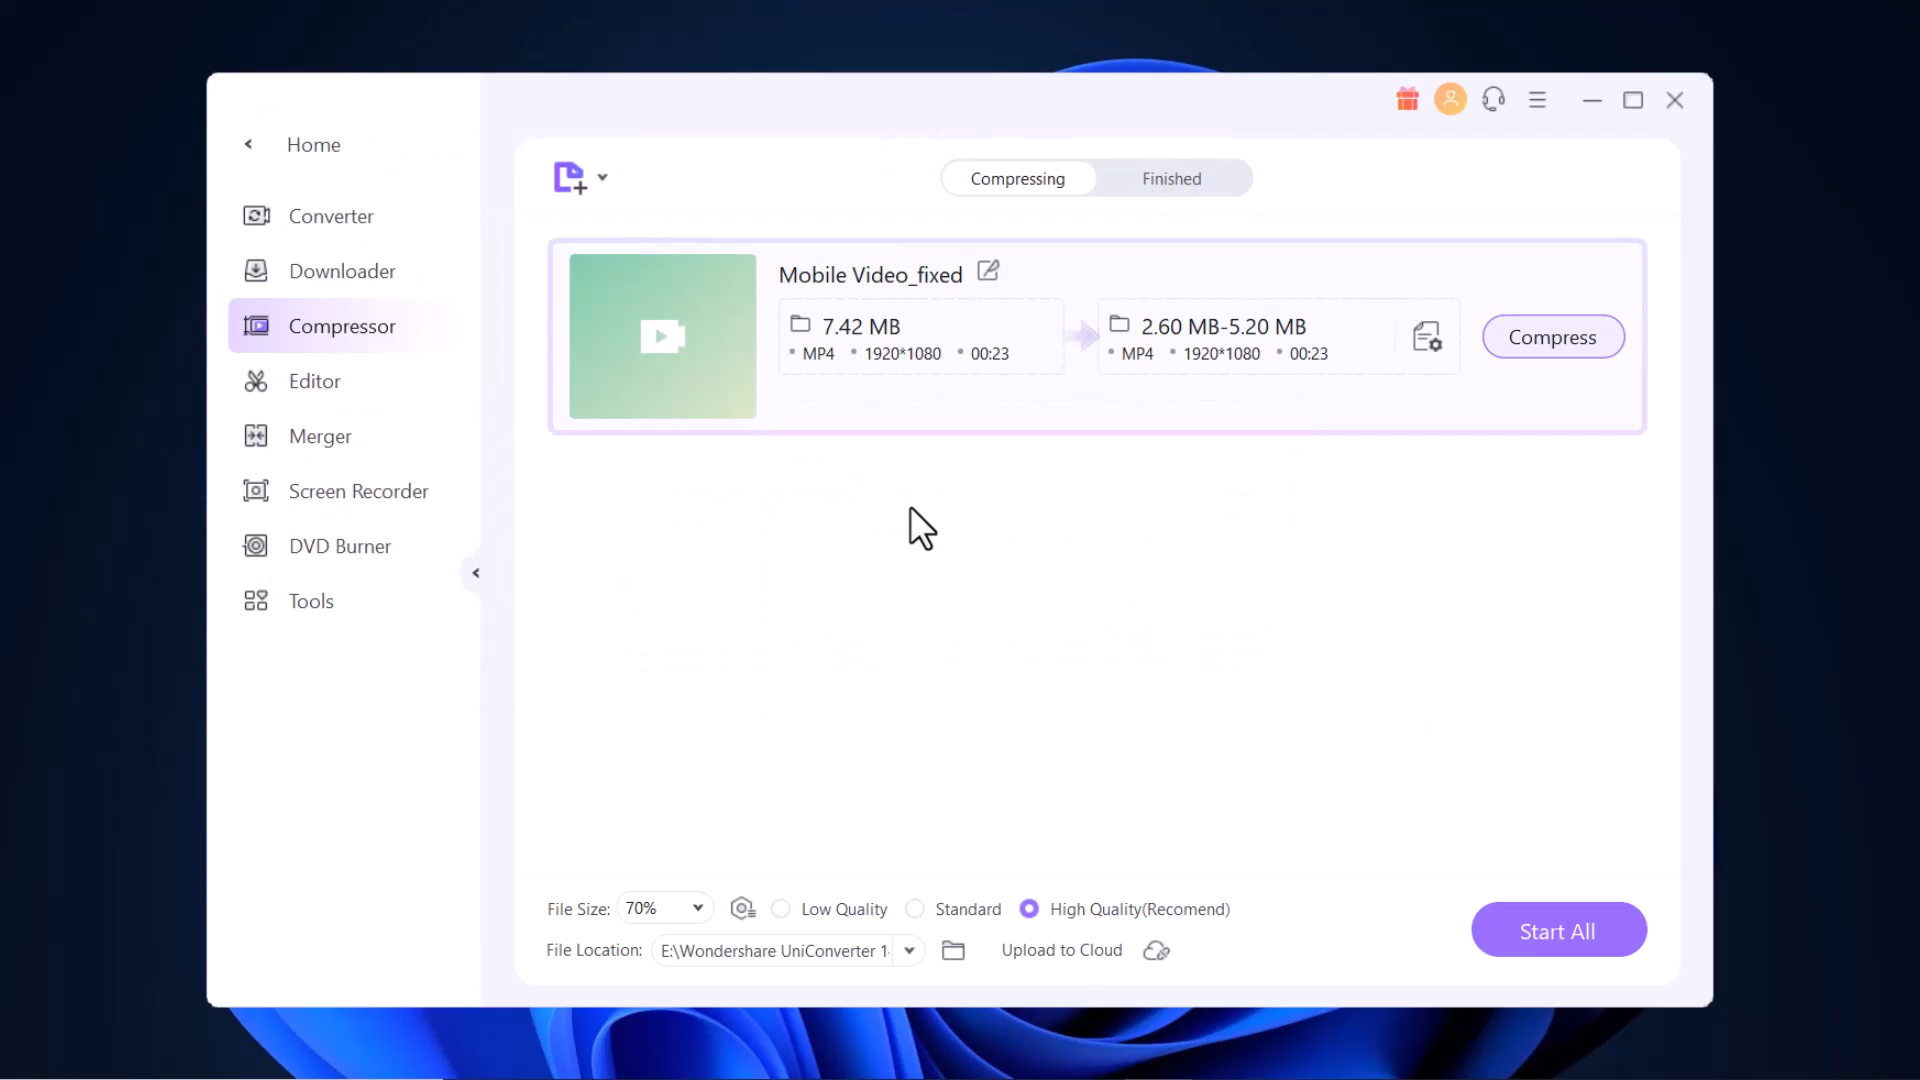 Home
Converter
Downloader
Compressor
Editor
Merger
Screen Recorder
DVD Burner
Tools
Compressing
Finished
Mobile Video_fixed
7.42 MB
MP4 1920*1080 00:23
2.60 MB-5.20 MB
MP4 1920*1080 00:23
Compress
File Size: 70% Low Quality Standard High Quality(Recomend)
File Location: E:\Wondershare UniConverter 1 Upload to Cloud
Start All